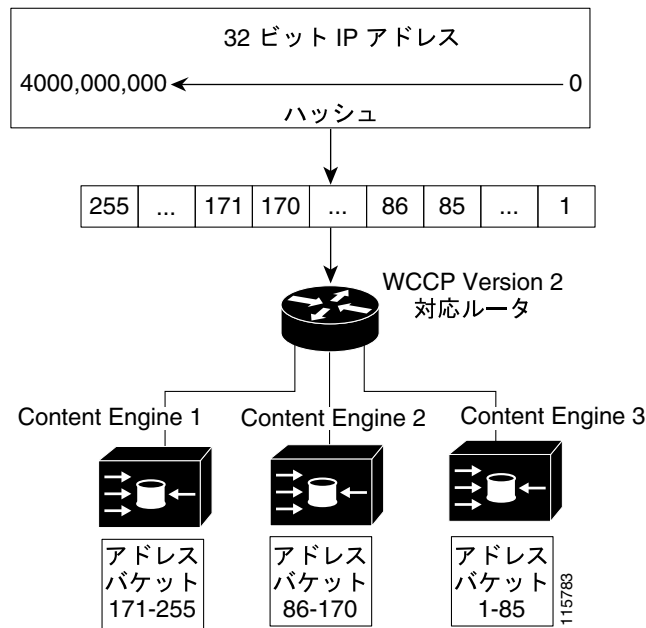 32 ビット IP アドレス
4000,000,000 0
ハッシュ
255 ... 171 170 ... 86 85 ... 1
WCCP Version 2
対応ルータ
Content Engine 1 Content Engine 2 Content Engine 3
アドレス
バケット
171-255
アドレス
バケット
86-170
アドレス
バケット
1-85
115783